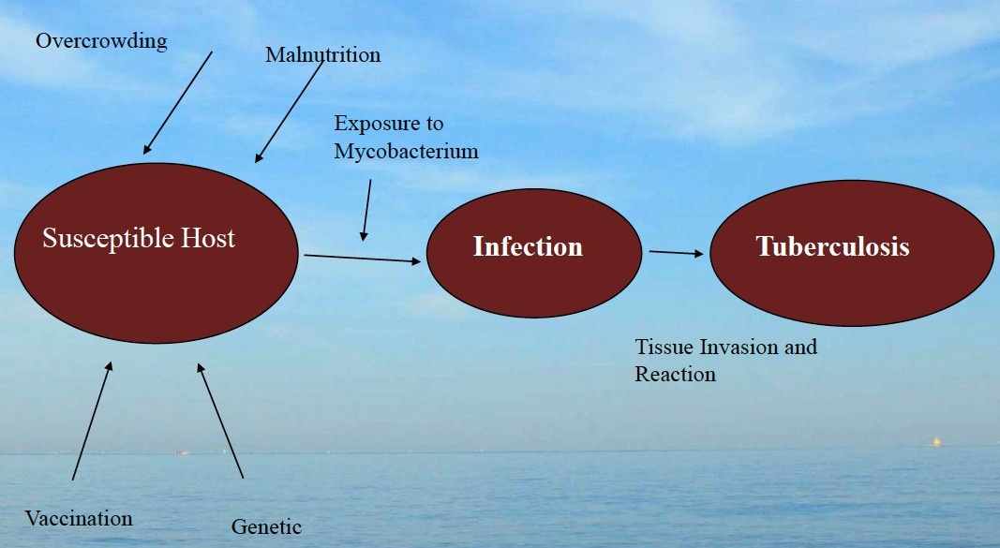 Overcrowding
Malnutrition
Exposure to
Mycobacterium
Susceptible Host
Infection
Tuberculosis
Tissue Invasion and
Reaction
Vaccination
Genetic